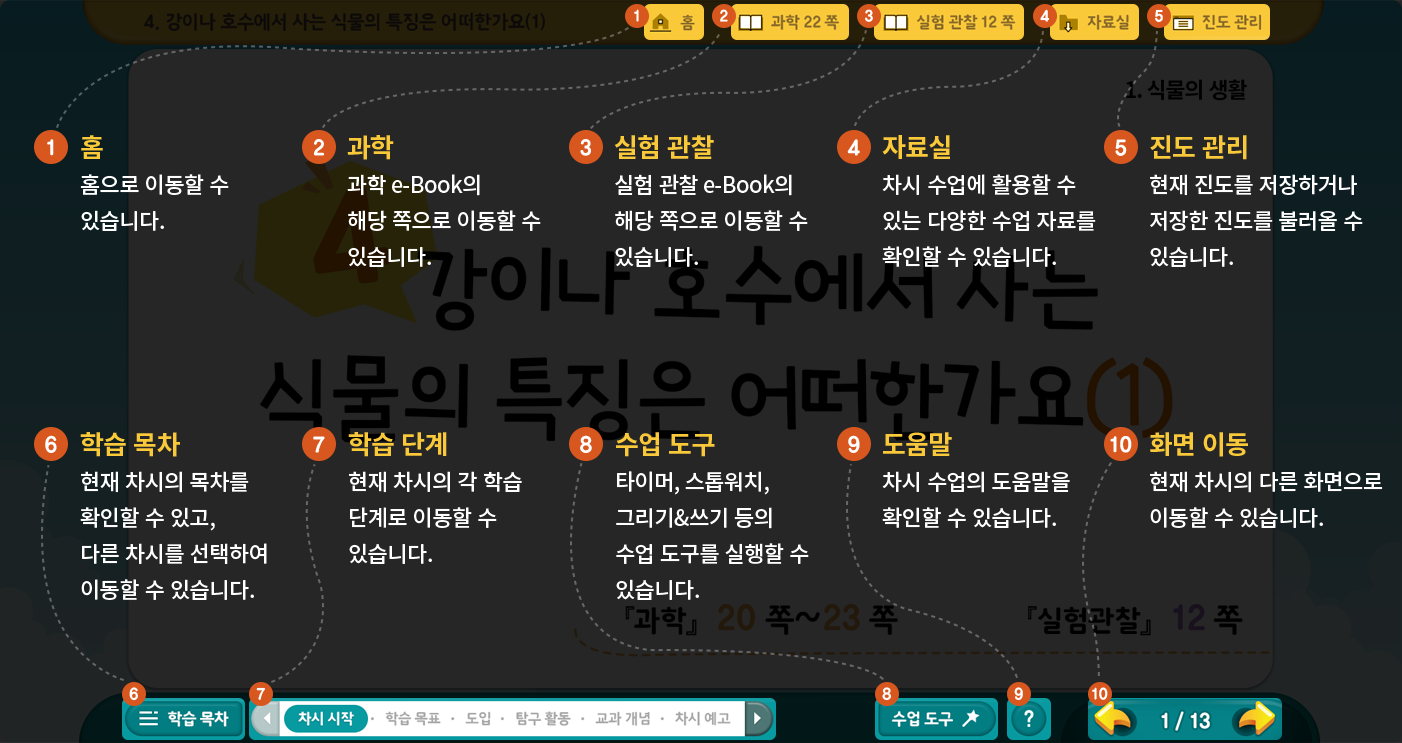 4. 강이나 호수에서 사는 식물의 특징은 어떠한가요(1)
1 홈
2 과학 22 쪽
3 실험 관찰 12 쪽
4 자료실
5 진도 관리
1. 식물의 생활
1 홈
홈으로 이동할 수
있습니다.
2 과학
과학 e-Book의
해당 쪽으로 이동할 수
있습니다.
3 실험 관찰
실험 관찰 e-Book의
해당 쪽으로 이동할 수
있습니다.
4 자료실
차시 수업에 활용할 수
있는 다양한 수업 자료를
확인할 수 있습니다.
5 진도 관리
현재 진도를 저장하거나
저장한 진도를 불러올 수
있습니다.
4
강이나 호수에서 사는
식물의 특징은 어떠한가요(1)
6 학습 목차
현재 차시의 목차를
확인할 수 있고,
다른 차시를 선택하여
이동할 수 있습니다.
7 학습 단계
현재 차시의 각 학습
단계로 이동할 수
있습니다.
8 수업 도구
타이머, 스톱워치,
그리기&쓰기 등의
수업 도구를 실행할 수
있습니다.
9 도움말
차시 수업의 도움말을
확인할 수 있습니다.
10 화면 이동
현재 차시의 다른 화면으로
이동할 수 있습니다.
『과학』 20 쪽~23 쪽
『실험관찰』 12 쪽
6 학습 목차
7 차시 시작 · 학습 목표 · 도입 · 탐구 활동 · 교과 개념 · 차시 예고
8 수업 도구
9 ?
10 1 / 13